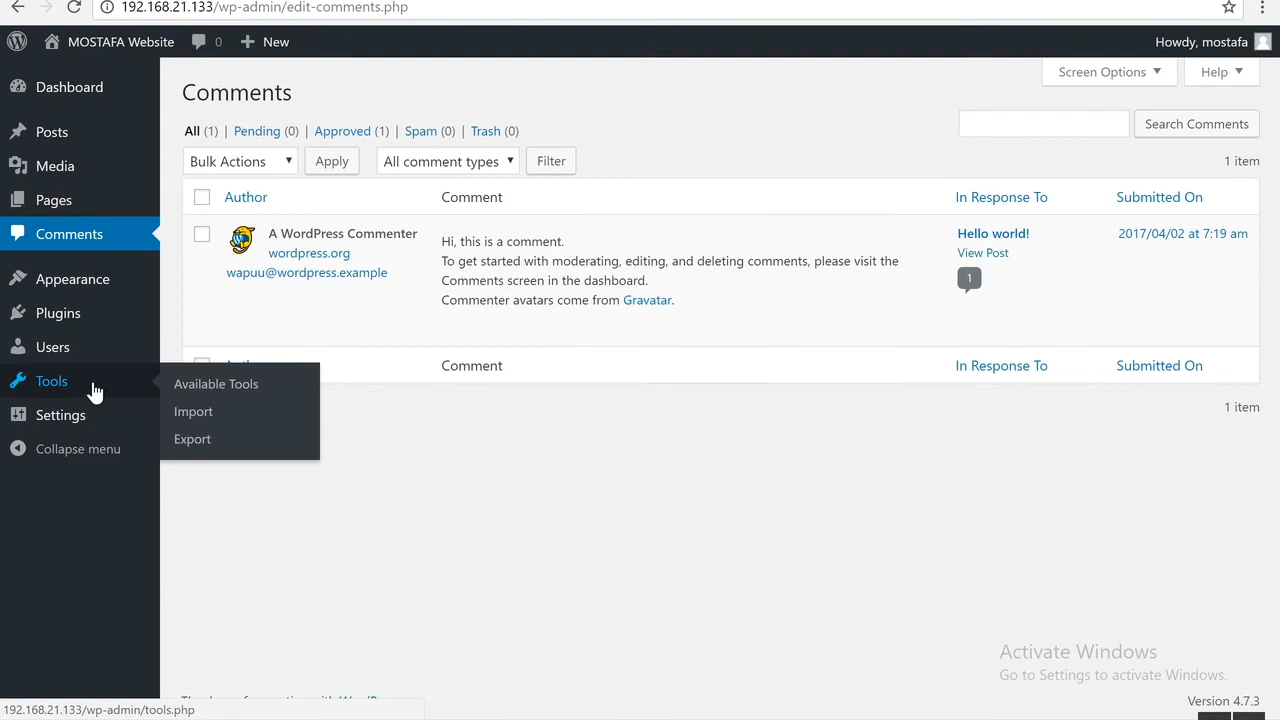 192.168.21.133/wp-admin/edit-comments.php
MOSTAFA Website 0 New Howdy, mostafa
Screen Options Help
Dashboard
Posts
Media
Pages
Comments
Appearance
Plugins
Users
Tools
Settings
Collapse menu
Available Tools
Import
Export
Comments
All (1) | Pending (0) | Approved (1) | Spam (0) | Trash (0)
Search Comments
Bulk Actions Apply All comment types Filter 1 item
Author Comment In Response To Submitted On
A WordPress Commenter
wordpress.org
wapuu@wordpress.example
Hi, this is a comment.
To get started with moderating, editing, and deleting comments, please visit the
Comments screen in the dashboard.
Commenter avatars come from Gravatar.
Hello world!
View Post
1
2017/04/02 at 7:19 am
Comment In Response To Submitted On
1 item
Activate Windows
Go to Settings to activate Windows.
Version 4.7.3
192.168.21.133/wp-admin/tools.php